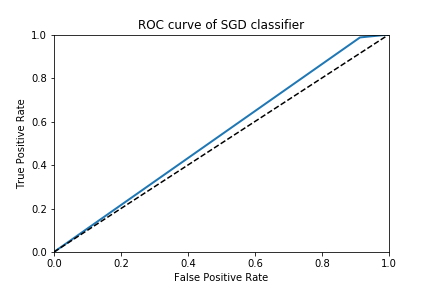 ROC curve of SGD classifier
1.0
0.8
0.6
0.4
0.2
0.0
True Positive Rate
0.0 0.2 0.4 0.6 0.8 1.0
False Positive Rate